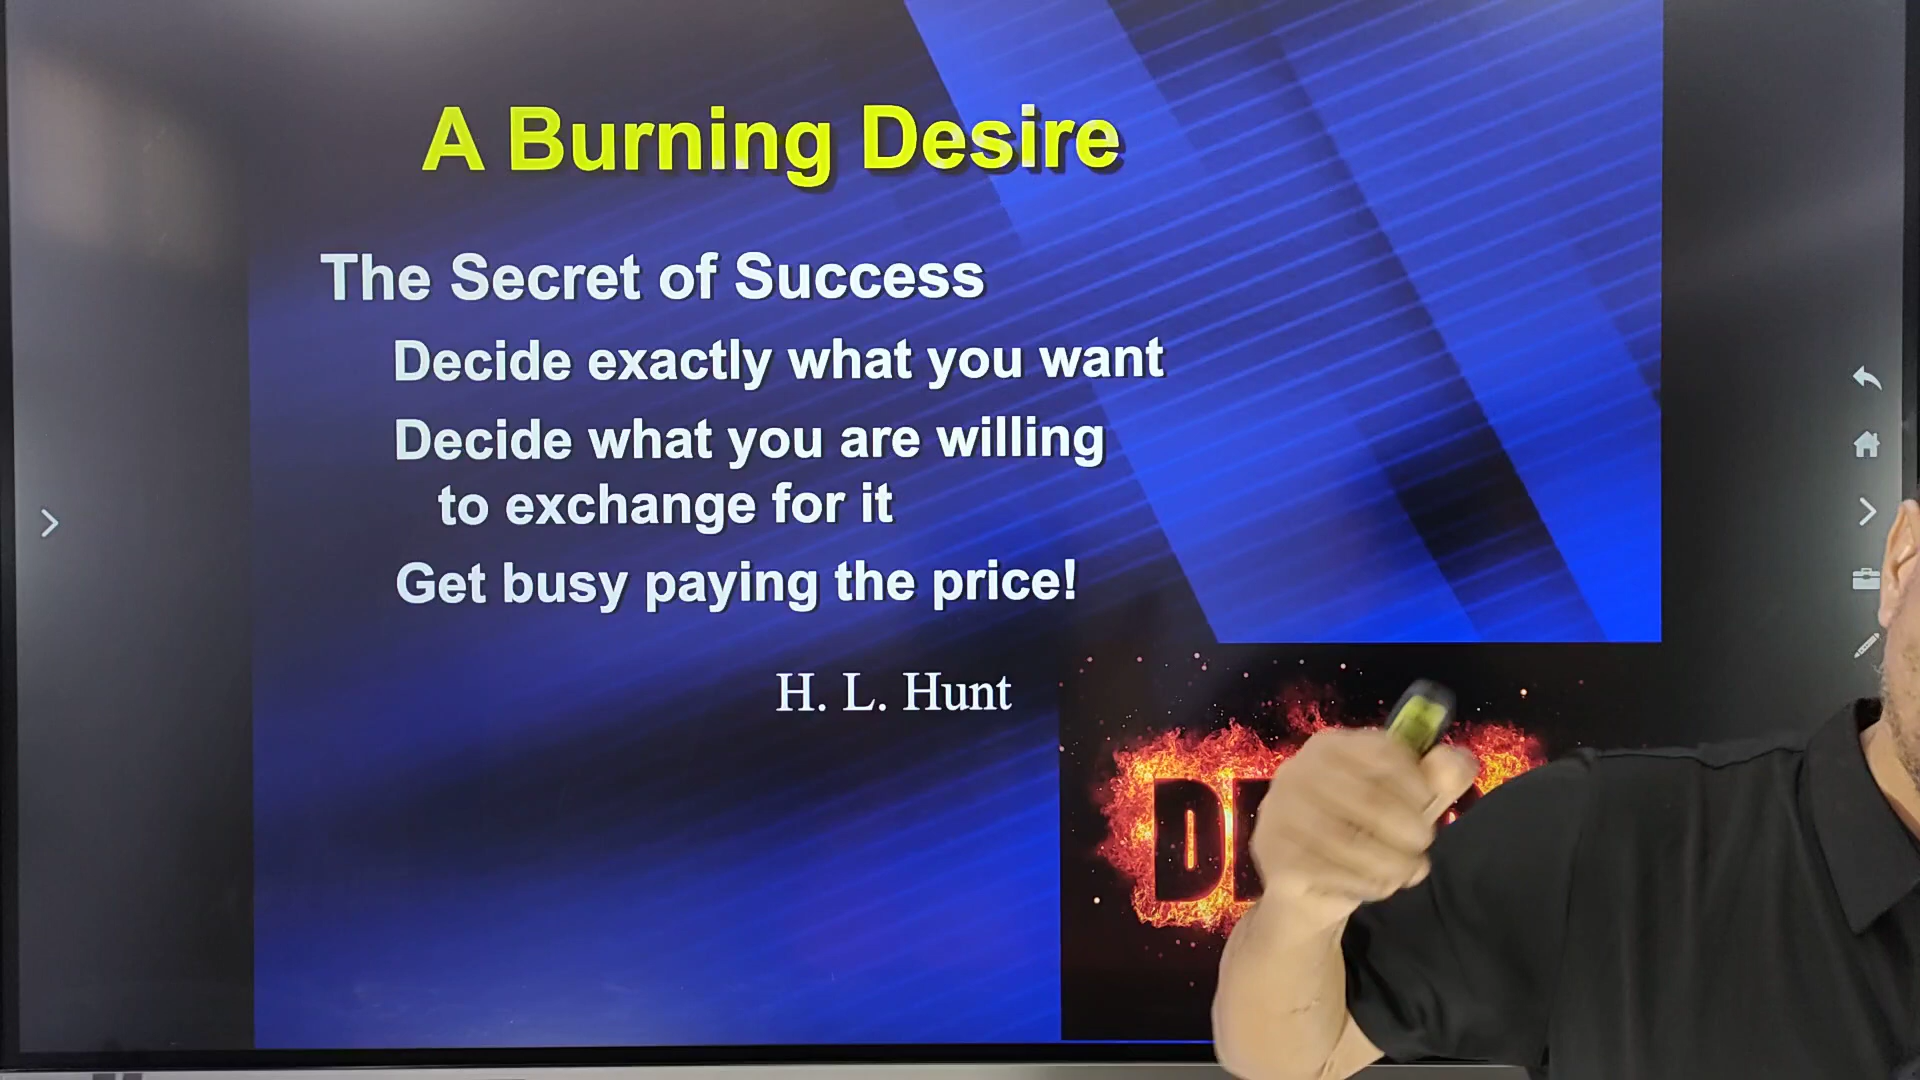 A Burning Desire
The Secret of Success
Decide exactly what you want
Decide what you are willing
to exchange for it
Get busy paying the price!
H. L. Hunt